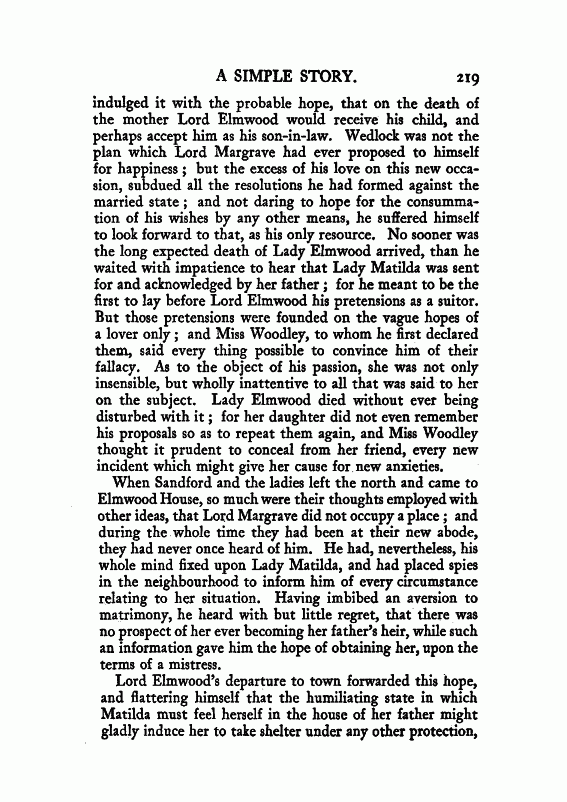 A SIMPLE STORY. 219
indulged it with the probable hope, that on the death of
the mother Lord Elmwood would receive his child, and
perhaps accept him as his son-in-law. Wedlock was not the
plan which Lord Margrave had ever proposed to himself
for happiness; but the excess of his love on this new occa-
sion, subdued all the resolutions he had formed against the
married state; and not daring to hope for the consumma-
tion of his wishes by any other means, he suffered himself
to look forward to that, as his only resource. No sooner was
the long expected death of Lady Elmwood arrived, than he
waited with impatience to hear that Lady Matilda was sent
for and acknowledged by her father; for he meant to be the
first to lay before Lord Elmwood his pretensions as a suitor.
But those pretensions were founded on the vague hopes of
a lover only; and Miss Woodley, to whom he first declared
them, said every thing possible to convince him of their
fallacy. As to the object of his passion, she was not only
insensible, but wholly inattentive to all that was said to her
on the subject. Lady Elmwood died without ever being
disturbed with it; for her daughter did not even remember
his proposals so as to repeat them again, and Miss Woodley
thought it prudent to conceal from her friend, every new
incident which might give her cause for new anxieties.
When Sandford and the ladies left the north and came to
Elmwood House, so much were their thoughts employed with
other ideas, that Lord Margrave did not occupy a place; and
during the whole time they had been at their new abode,
they had never once heard of him. He had, nevertheless, his
whole mind fixed upon Lady Matilda, and had placed spies
in the neighbourhood to inform him of every circumstance
relating to her situation. Having imbibed an aversion to
matrimony, he heard with but little regret, that there was
no prospect of her ever becoming her father's heir, while such
an information gave him the hope of obtaining her, upon the
terms of a mistress.
Lord Elmwood's departure to town forwarded this hope,
and flattering himself that the humiliating state in which
Matilda must feel herself in the house of her father might
gladly induce her to take shelter under any other protection,